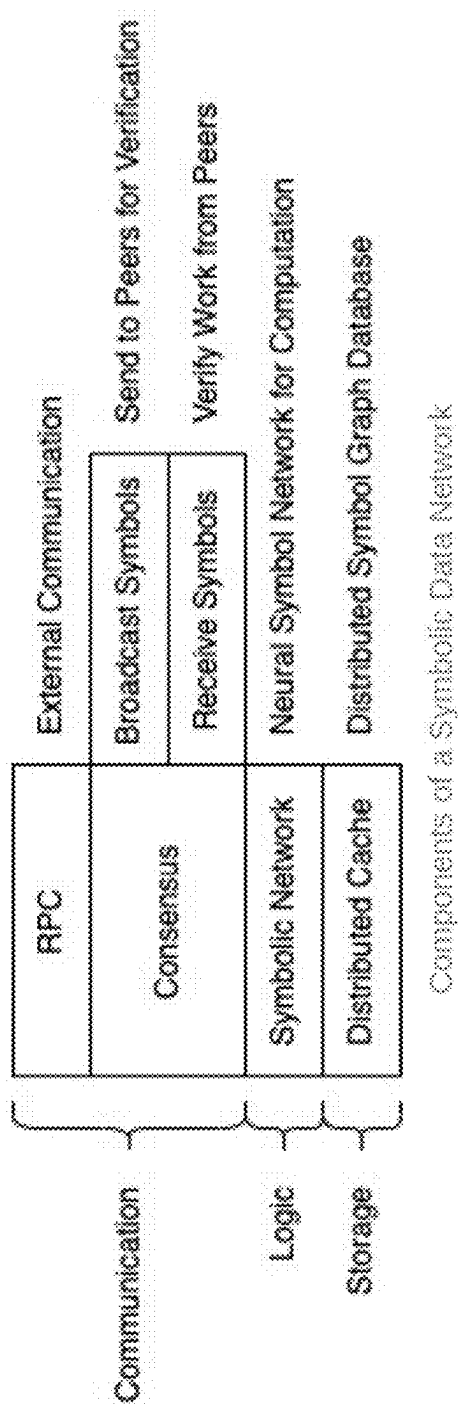 Communication
RPC
External Communication
Consensus
Broadcast Symbols
Send to Peers for Verification
Receive Symbols
Verify Work from Peers
Logic
Symbolic Network
Neural Symbol Network for Computation
Storage
Distributed Cache
Distributed Symbol Graph Database
Components of a Symbolic Data Network